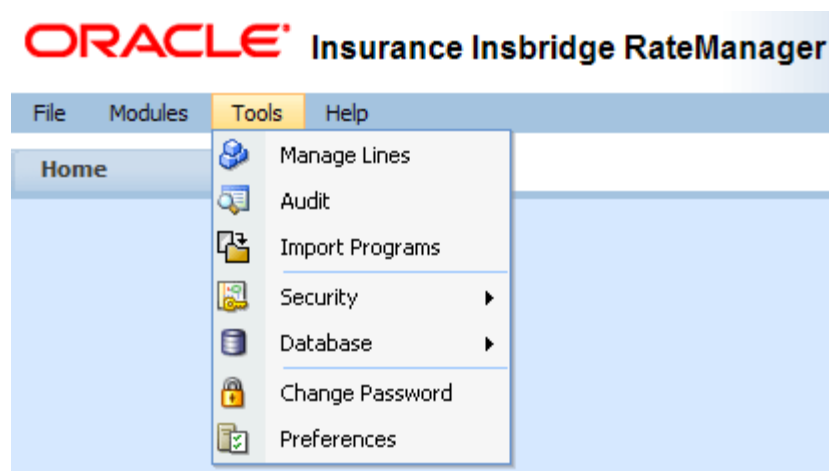 ORACLE® Insurance Insbridge RateManager
File Modules Tools Help
Home
Manage Lines
Audit
Import Programs
Security
Database
Change Password
Preferences